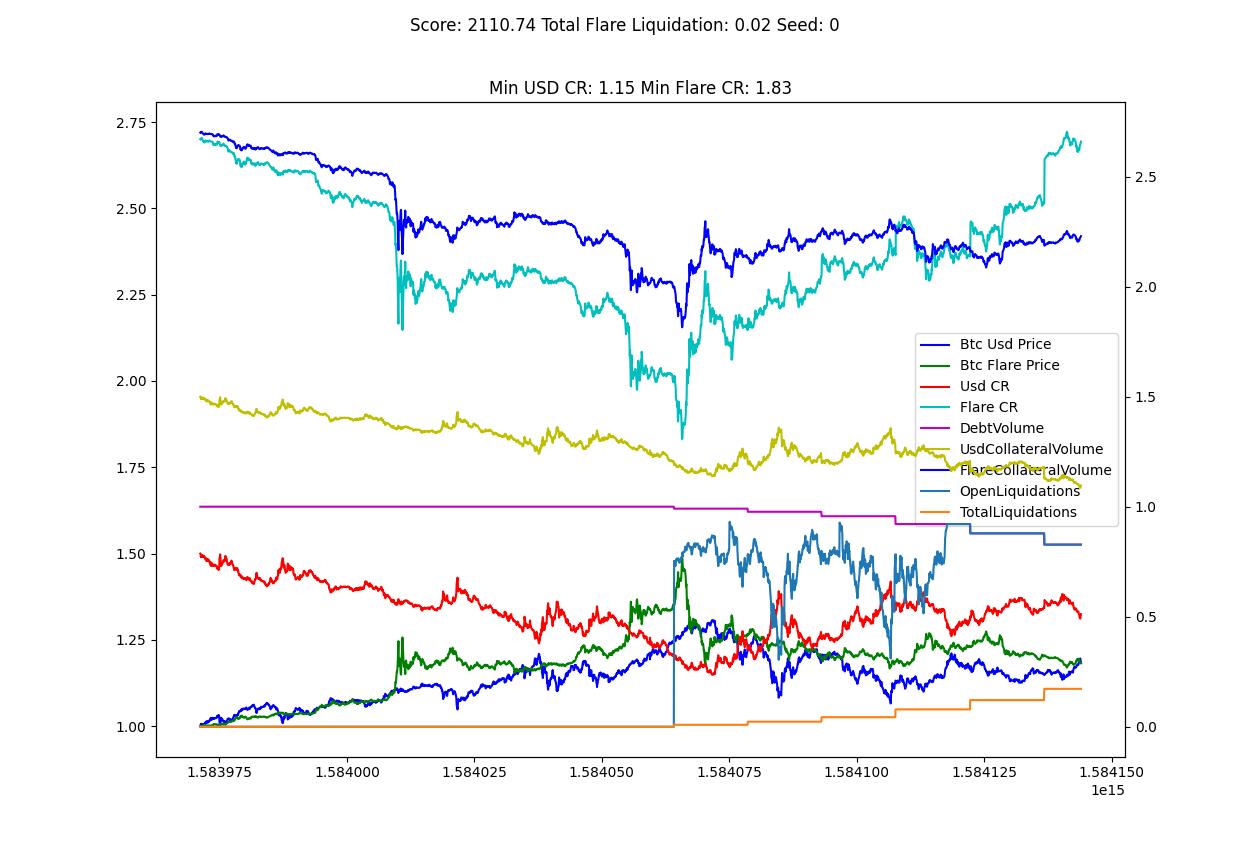 Score: 2110.74 Total Flare Liquidation: 0.02 Seed: 0
Min USD CR: 1.15 Min Flare CR: 1.83
2.75
2.50
2.25
2.00
1.75
1.50
1.25
1.00
2.5
2.0
1.5
1.0
0.5
0.0
Btc Usd Price
Btc Flare Price
Usd CR
Flare CR
DebtVolume
UsdCollateralVolume
FlareCollateralVolume
OpenLiquidations
TotalLiquidations
1.583975 1.584000 1.584025 1.584050 1.584075 1.584100 1.584125 1.584150
1e15